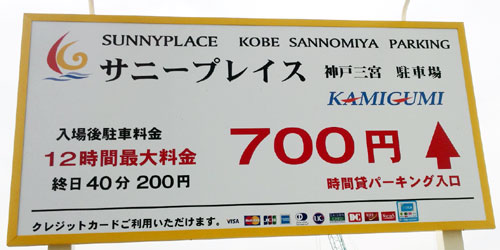 SUNNYPLACE KOBE SANNOMIYA PARKING
サニープレイス 神戸三宮 駐車場
KAMIGUMI
入場後駐車料金
12時間最大料金 700円
終日40分 200円
時間貸パーキング入口
クレジットカードご利用いただけます。 VISA